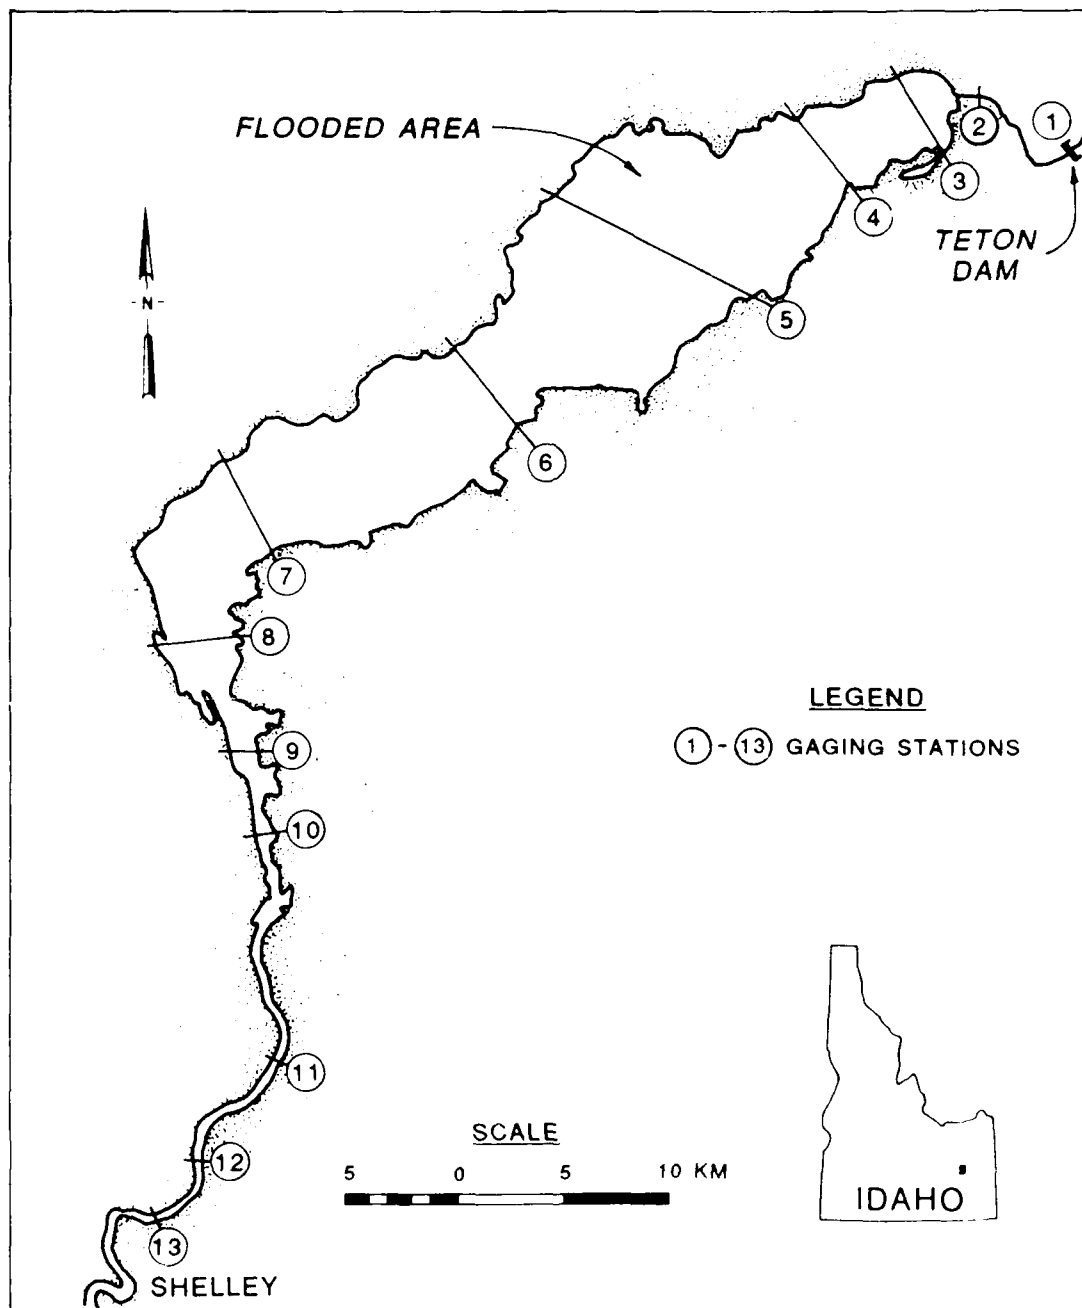 FLOODED AREA
1
2
3
4
TETON
DAM
N
5
6
7
8
LEGEND
1 - 13 GAGING STATIONS
9
10
11
SCALE
12
5 0 5 10 KM
IDAHO
13
SHELLEY